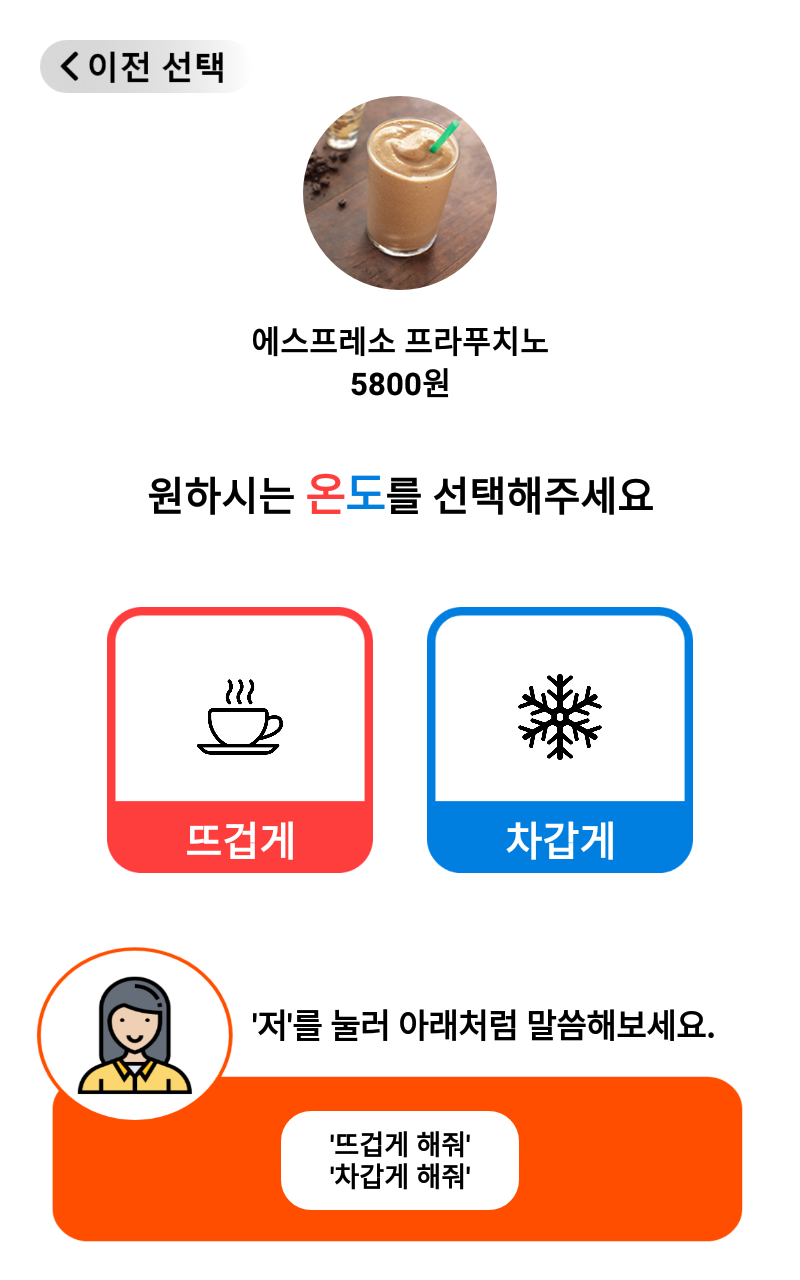 이전 선택
에스프레소 프라푸치노
5800원
원하시는 온도를 선택해주세요
뜨겁게
차갑게
'저'를 눌러 아래처럼 말씀해보세요.
'뜨겁게 해줘'
'차갑게 해줘'